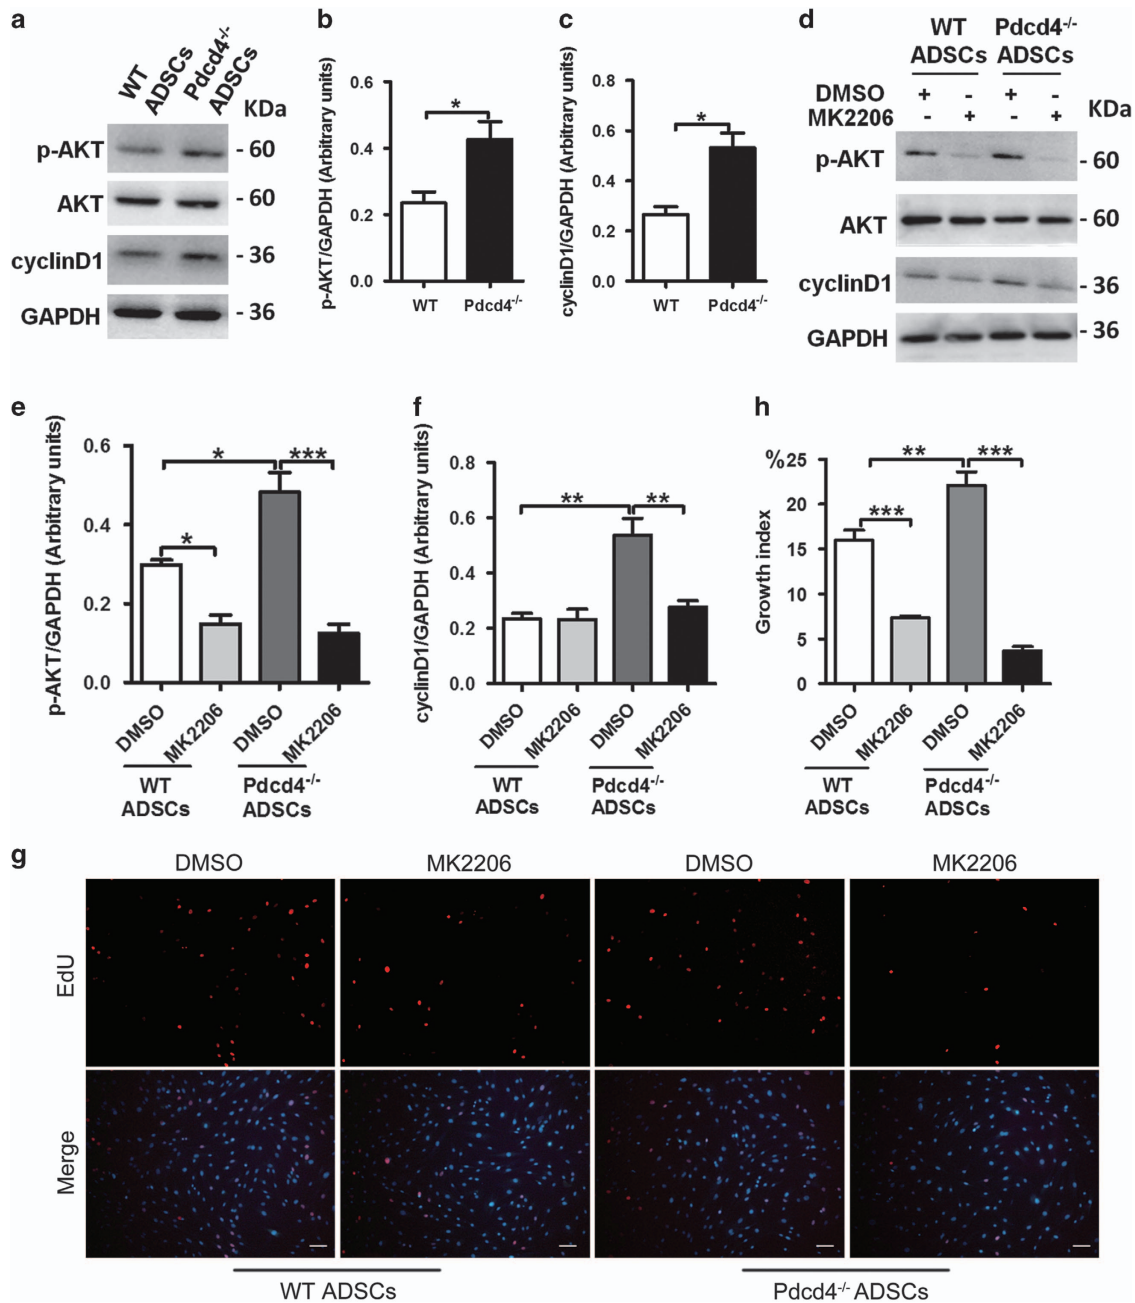 a
WT ADSCs
Pdcd4-/- ADSCs
KDa
p-AKT
- 60
AKT
- 60
cyclinD1
- 36
GAPDH
- 36
b
p-AKT/GAPDH (Arbitrary units)
0.6
0.4
0.2
0.0
*
WT
Pdcd4-/-
c
cyclinD1/GAPDH (Arbitrary units)
0.8
0.6
0.4
0.2
0.0
*
WT
Pdcd4-/-
d
WT ADSCs
Pdcd4-/- ADSCs
DMSO + - + -
MK2206 - + - +
KDa
p-AKT
- 60
AKT
- 60
cyclinD1
- 36
GAPDH
- 36
e
p-AKT/GAPDH (Arbitrary units)
0.6
0.4
0.2
0.0
*
*
***
DMSO
MK2206
DMSO
MK2206
WT ADSCs
Pdcd4-/- ADSCs
f
cyclinD1/GAPDH (Arbitrary units)
0.8
0.6
0.4
0.2
0.0
**
**
DMSO
MK2206
DMSO
MK2206
WT ADSCs
Pdcd4-/- ADSCs
h
%
Growth index
25
20
15
10
5
0
**
***
***
DMSO
MK2206
DMSO
MK2206
WT ADSCs
Pdcd4-/- ADSCs
g
DMSO
MK2206
DMSO
MK2206
EdU
Merge
WT ADSCs
Pdcd4-/- ADSCs